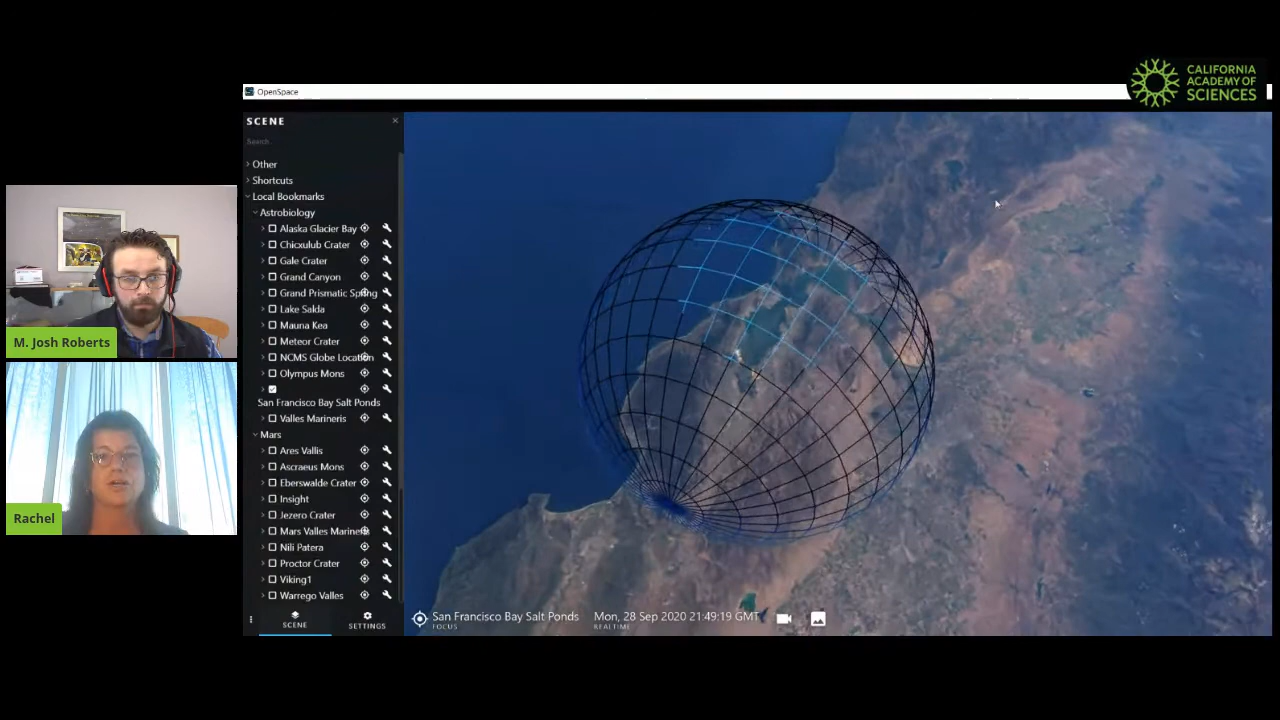 CALIFORNIA
ACADEMY OF
SCIENCES
OpenSpace
SCENE
Search...
Other
Shortcuts
Local Bookmarks
Astrobiology
Alaska Glacier Bay
Chicxulub Crater
Gale Crater
Grand Canyon
Grand Prismatic Spring
Lake Salda
Mauna Kea
Meteor Crater
NCMS Globe Location
Olympus Mons
San Francisco Bay Salt Ponds
Valles Marineris
Mars
Ares Vallis
Ascraeus Mons
Eberswalde Crater
Insight
Jezero Crater
Mars Valles Marineris
Nili Patera
Proctor Crater
Viking1
Warrego Valles
SCENE
SETTINGS
San Francisco Bay Salt Ponds
FOCUS
Mon, 28 Sep 2020 21:49:19 GMT
REALTIME
M. Josh Roberts
Rachel